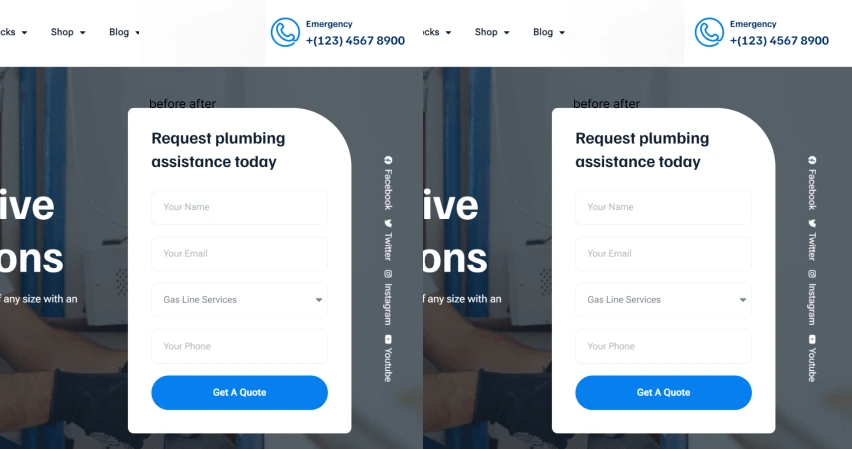 cks Shop Blog
Emergency
+(123) 4567 8900
before after
Request plumbing
assistance today
Your Name
Your Email
Gas Line Services
Your Phone
Get A Quote
ive
ons
f any size with an
Facebook
Twitter
Instagram
Youtube
ocks Shop Blog
Emergency
+(123) 4567 8900
before after
Request plumbing
assistance today
Your Name
Your Email
Gas Line Services
Your Phone
Get A Quote
ive
ons
f any size with an
Facebook
Twitter
Instagram
Youtube